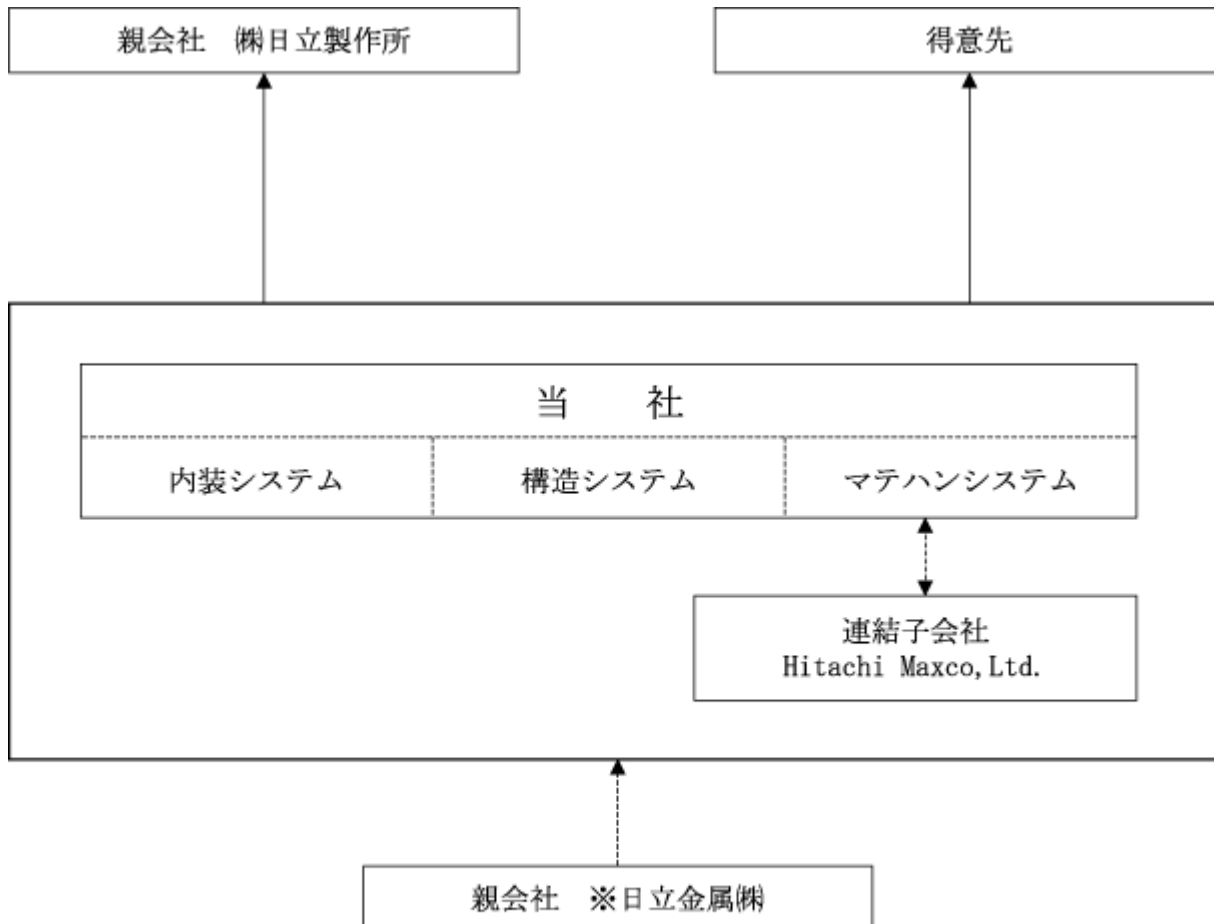 親会社　㈱日立製作所
得意先
当　　社
内装システム
構造システム
マテハンシステム
連結子会社
Hitachi Maxco,Ltd.
親会社　※日立金属㈱